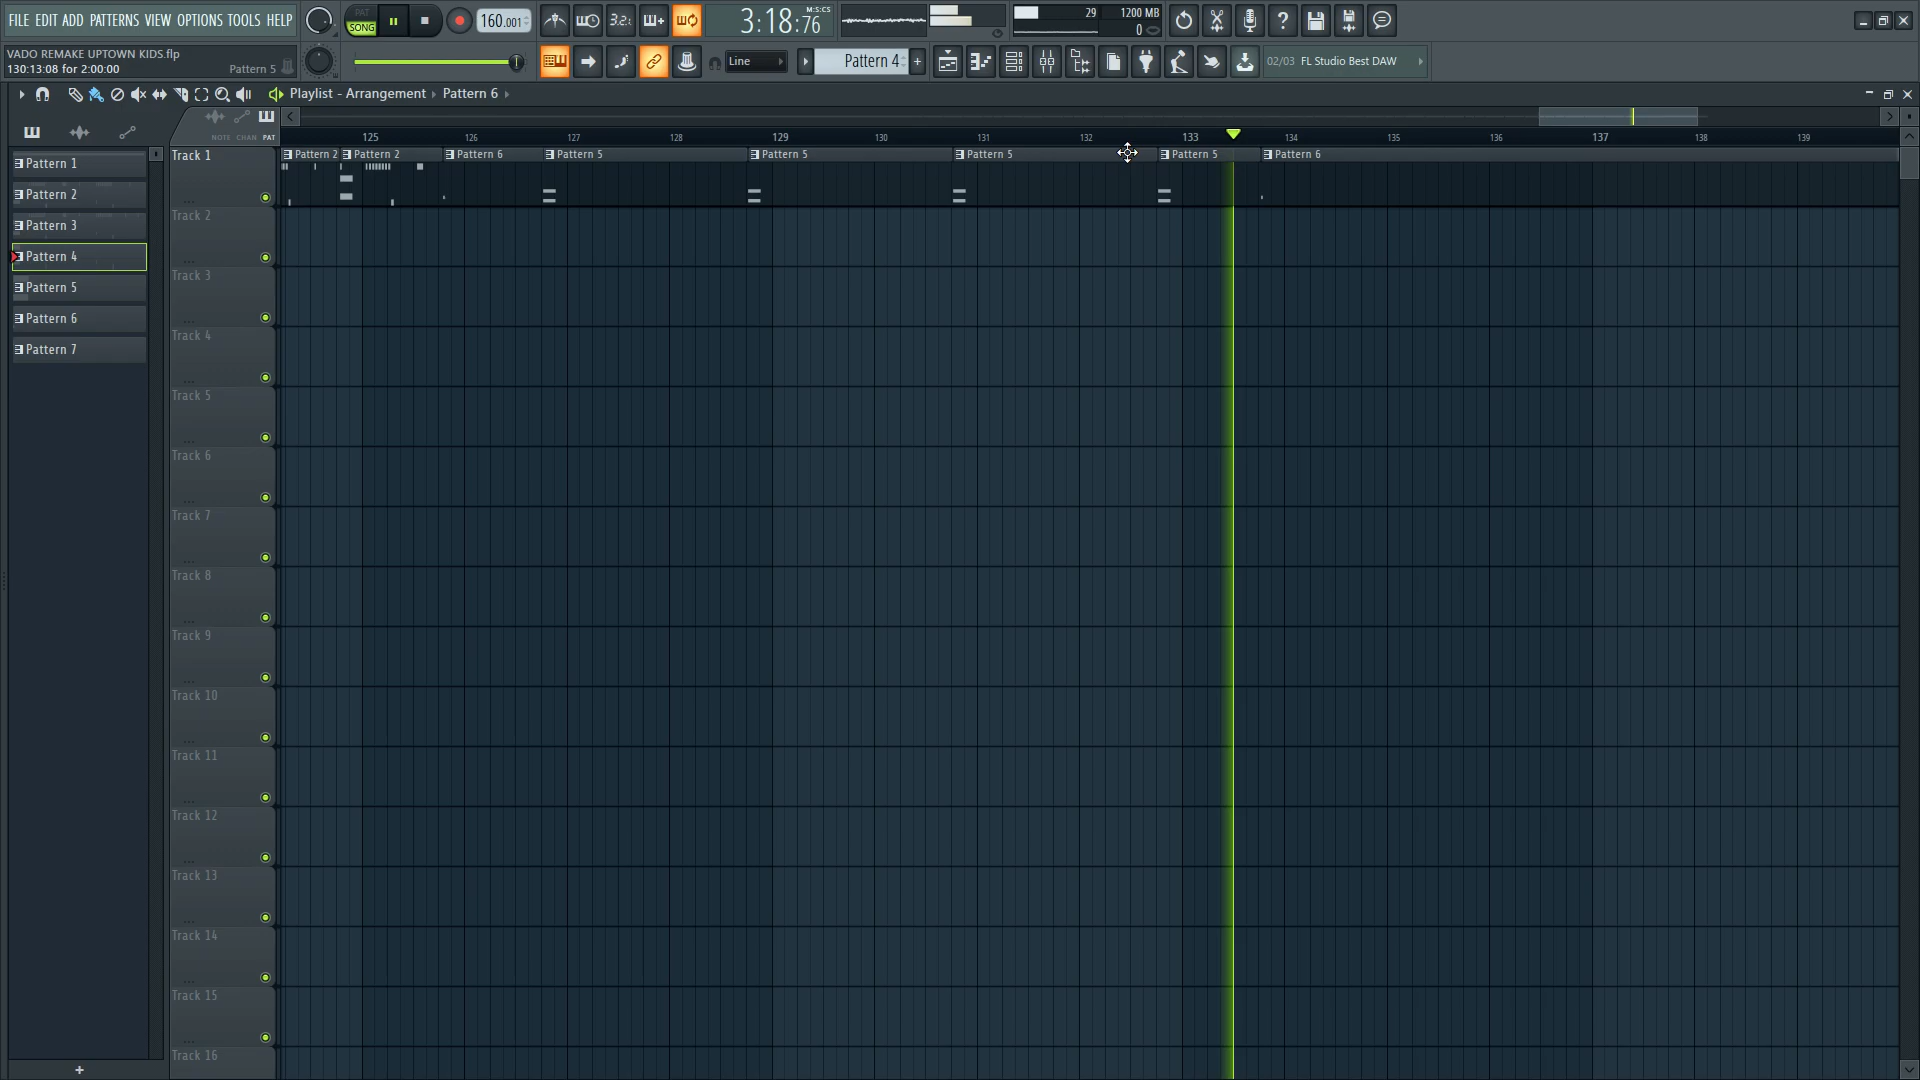 FILE EDIT ADD PATTERNS VIEW OPTIONS TOOLS HELP
PAT
SONG
160.001
3.2.
3:18:76
M:S:CS
29
1200 MB
0
VADO REMAKE UPTOWN KIDS.flp
130:13:08 for 2:00:00
Pattern 5
Line
Pattern 4
+
02/03 FL Studio Best DAW
Playlist - Arrangement
Pattern 6
NOTE CHAN PAT
125 126 127 128 129 130 131 132 133 134 135 136 137 138 139
Pattern 1
Pattern 2
Pattern 3
Pattern 4
Pattern 5
Pattern 6
Pattern 7
+
Track 1
Pattern 2
Pattern 2
Pattern 6
Pattern 5
Pattern 5
Pattern 5
Pattern 5
Pattern 6
Track 2
Track 3
Track 4
Track 5
Track 6
Track 7
Track 8
Track 9
Track 10
Track 11
Track 12
Track 13
Track 14
Track 15
Track 16